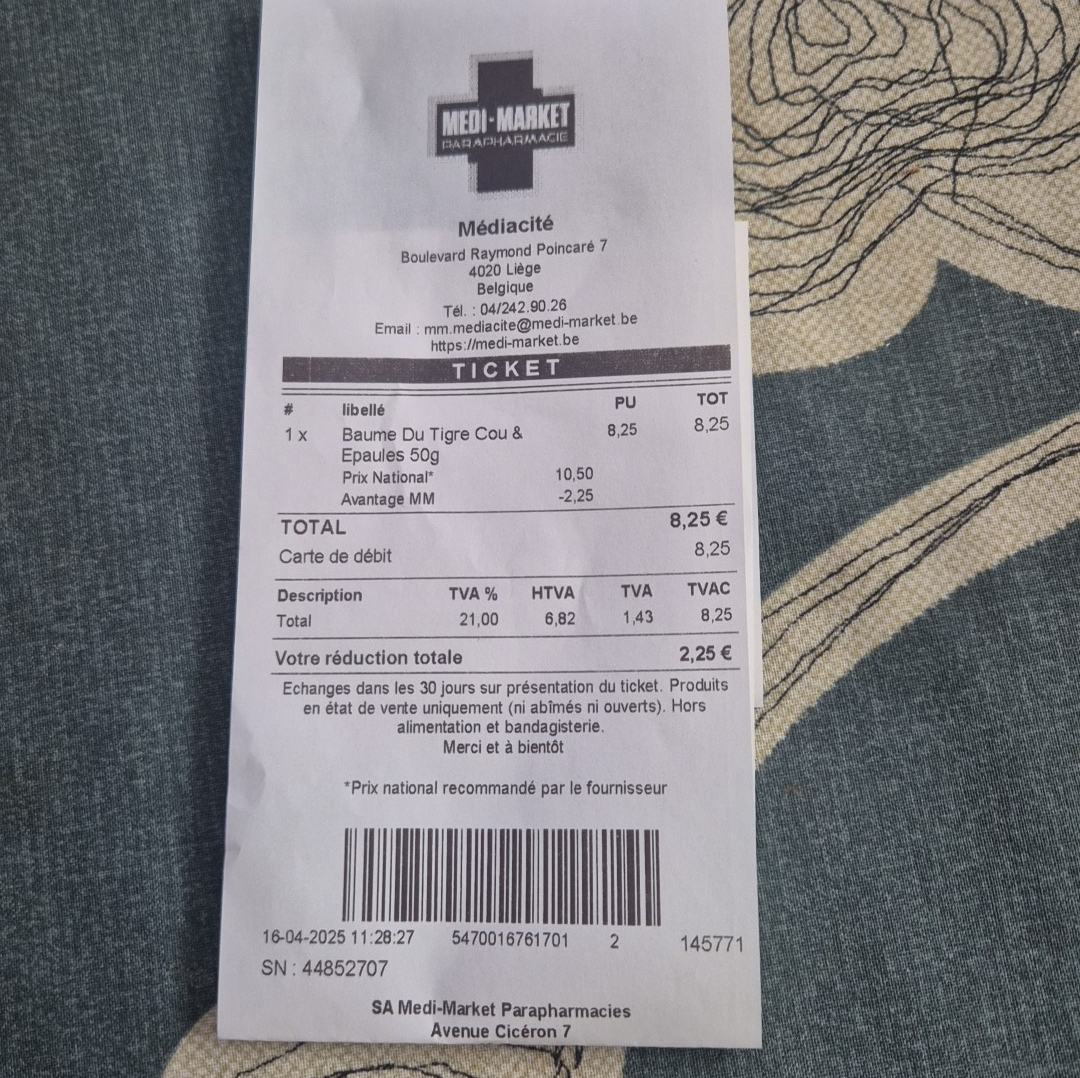 MEDI-MARKET
PARAPHARMACIE
Médiacité
Boulevard Raymond Poincaré 7
4020 Liège
Belgique
Tél. : 04/242.90.26
Email : mm.mediacite@medi-market.be
https://medi-market.be
TICKET
# libellé PU TOT
1 x Baume Du Tigre Cou & 8,25 8,25
Epaules 50g
Prix National* 10,50
Avantage MM -2,25
TOTAL 8,25 €
Carte de débit 8,25
Description TVA % HTVA TVA TVAC
Total 21,00 6,82 1,43 8,25
Votre réduction totale 2,25 €
Echanges dans les 30 jours sur présentation du ticket. Produits
en état de vente uniquement (ni abîmés ni ouverts). Hors
alimentation et bandagisterie.
Merci et à bientôt
*Prix national recommandé par le fournisseur
16-04-2025 11:28:27 5470016761701 2 145771
SN : 44852707
SA Medi-Market Parapharmacies
Avenue Cicéron 7